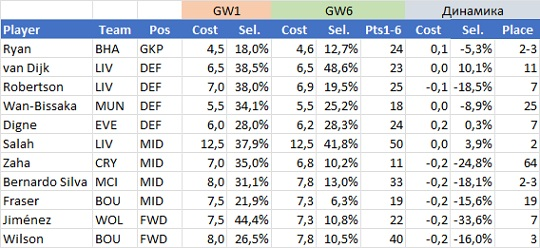 GW1 GW6 Динамика
Player Team Pos Cost Sel. Cost Sel. Pts1-6 Cost Sel. Place
Ryan BHA GKP 4,5 18,0% 4,6 12,7% 24 0,1 -5,3% 2-3
van Dijk LIV DEF 6,5 38,5% 6,5 48,6% 23 0,0 10,1% 11
Robertson LIV DEF 7,0 38,0% 6,9 19,5% 25 -0,1 -18,5% 7
Wan-Bissaka MUN DEF 5,5 34,1% 5,5 25,2% 18 0,0 -8,9% 25
Digne EVE DEF 6,0 28,0% 6,2 28,3% 24 0,2 0,3% 7
Salah LIV MID 12,5 37,9% 12,5 41,8% 50 0,0 3,9% 2
Zaha CRY MID 7,0 35,0% 6,8 10,2% 11 -0,2 -24,8% 64
Bernardo Silva MCI MID 8,0 31,1% 7,8 13,0% 33 -0,2 -18,1% 2-3
Fraser BOU MID 7,5 21,9% 7,3 6,3% 19 -0,2 -15,6% 19
Jiménez WOL FWD 7,5 44,4% 7,3 10,8% 22 -0,2 -33,6% 7
Wilson BOU FWD 8,0 26,5% 7,8 10,5% 40 -0,2 -16,0% 3